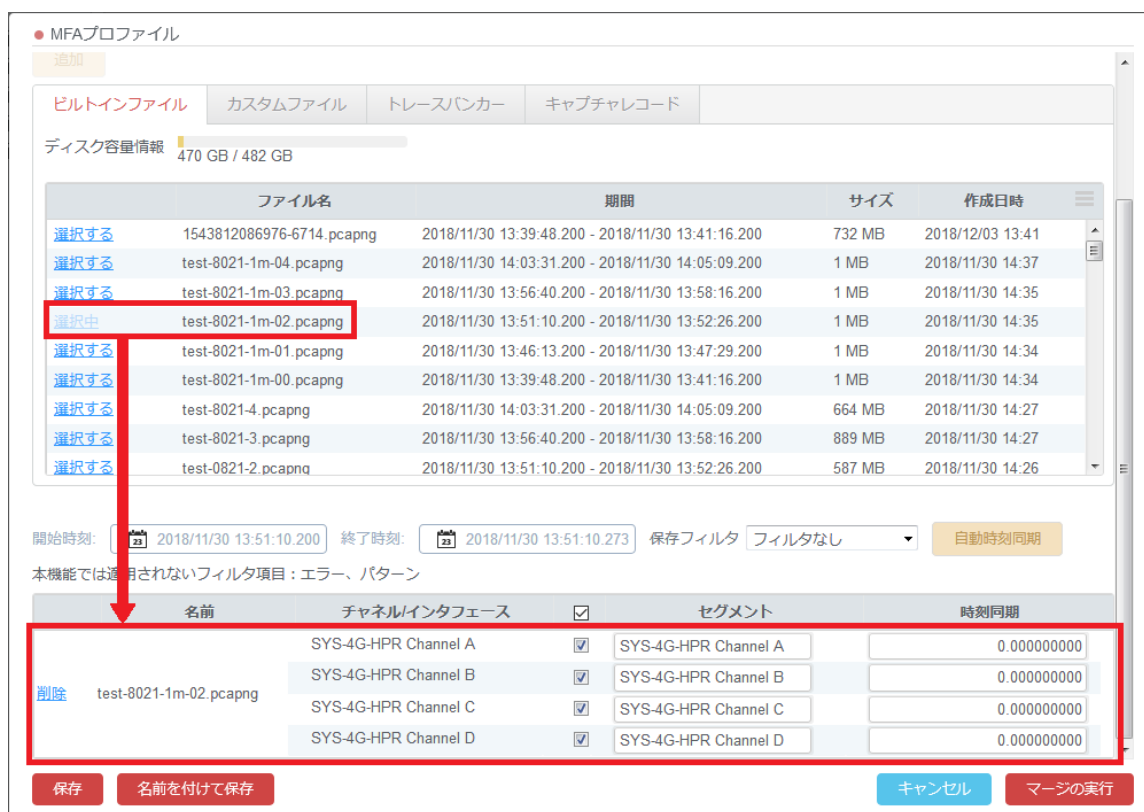 MFAプロファイル
追加
ビルトインファイル カスタムファイル トレースバンカー キャプチャレコード
ディスク容量情報 470 GB / 482 GB
ファイル名 期間 サイズ 作成日時
選択する 1543812086976-6714.pcapng 2018/11/30 13:39:48.200 - 2018/11/30 13:41:16.200 732 MB 2018/12/03 13:41
選択する test-8021-1m-04.pcapng 2018/11/30 14:03:31.200 - 2018/11/30 14:05:09.200 1 MB 2018/11/30 14:37
選択する test-8021-1m-03.pcapng 2018/11/30 13:56:40.200 - 2018/11/30 13:58:16.200 1 MB 2018/11/30 14:35
選択中 test-8021-1m-02.pcapng 2018/11/30 13:51:10.200 - 2018/11/30 13:52:26.200 1 MB 2018/11/30 14:35
選択する test-8021-1m-01.pcapng 2018/11/30 13:46:13.200 - 2018/11/30 13:47:29.200 1 MB 2018/11/30 14:34
選択する test-8021-1m-00.pcapng 2018/11/30 13:39:48.200 - 2018/11/30 13:41:16.200 1 MB 2018/11/30 14:34
選択する test-8021-4.pcapng 2018/11/30 14:03:31.200 - 2018/11/30 14:05:09.200 664 MB 2018/11/30 14:27
選択する test-8021-3.pcapng 2018/11/30 13:56:40.200 - 2018/11/30 13:58:16.200 889 MB 2018/11/30 14:27
選択する test-0821-2.pcapng 2018/11/30 13:51:10.200 - 2018/11/30 13:52:26.200 587 MB 2018/11/30 14:26
開始時刻: 23 2018/11/30 13:51:10.200 終了時刻: 23 2018/11/30 13:51:10.273 保存フィルタ フィルタなし 自動時刻同期
本機能では適用されないフィルタ項目：エラー、パターン
名前 チャネル/インタフェース セグメント 時刻同期
SYS-4G-HPR Channel A SYS-4G-HPR Channel A 0.000000000
SYS-4G-HPR Channel B SYS-4G-HPR Channel B 0.000000000
削除 test-8021-1m-02.pcapng
SYS-4G-HPR Channel C SYS-4G-HPR Channel C 0.000000000
SYS-4G-HPR Channel D SYS-4G-HPR Channel D 0.000000000
保存 名前を付けて保存 キャンセル マージの実行